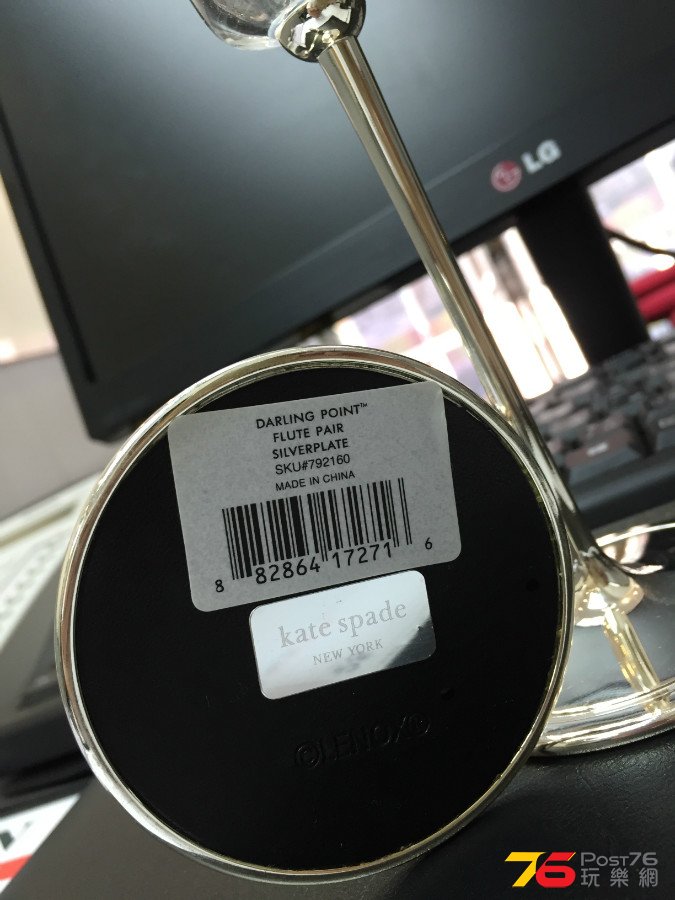 LG
DARLING POINT™
FLUTE PAIR
SILVERPLATE
SKU#792160
MADE IN CHINA
8 82864 17271 6
kate spade
NEW YORK
©LENOX®
76 Post76
玩樂網